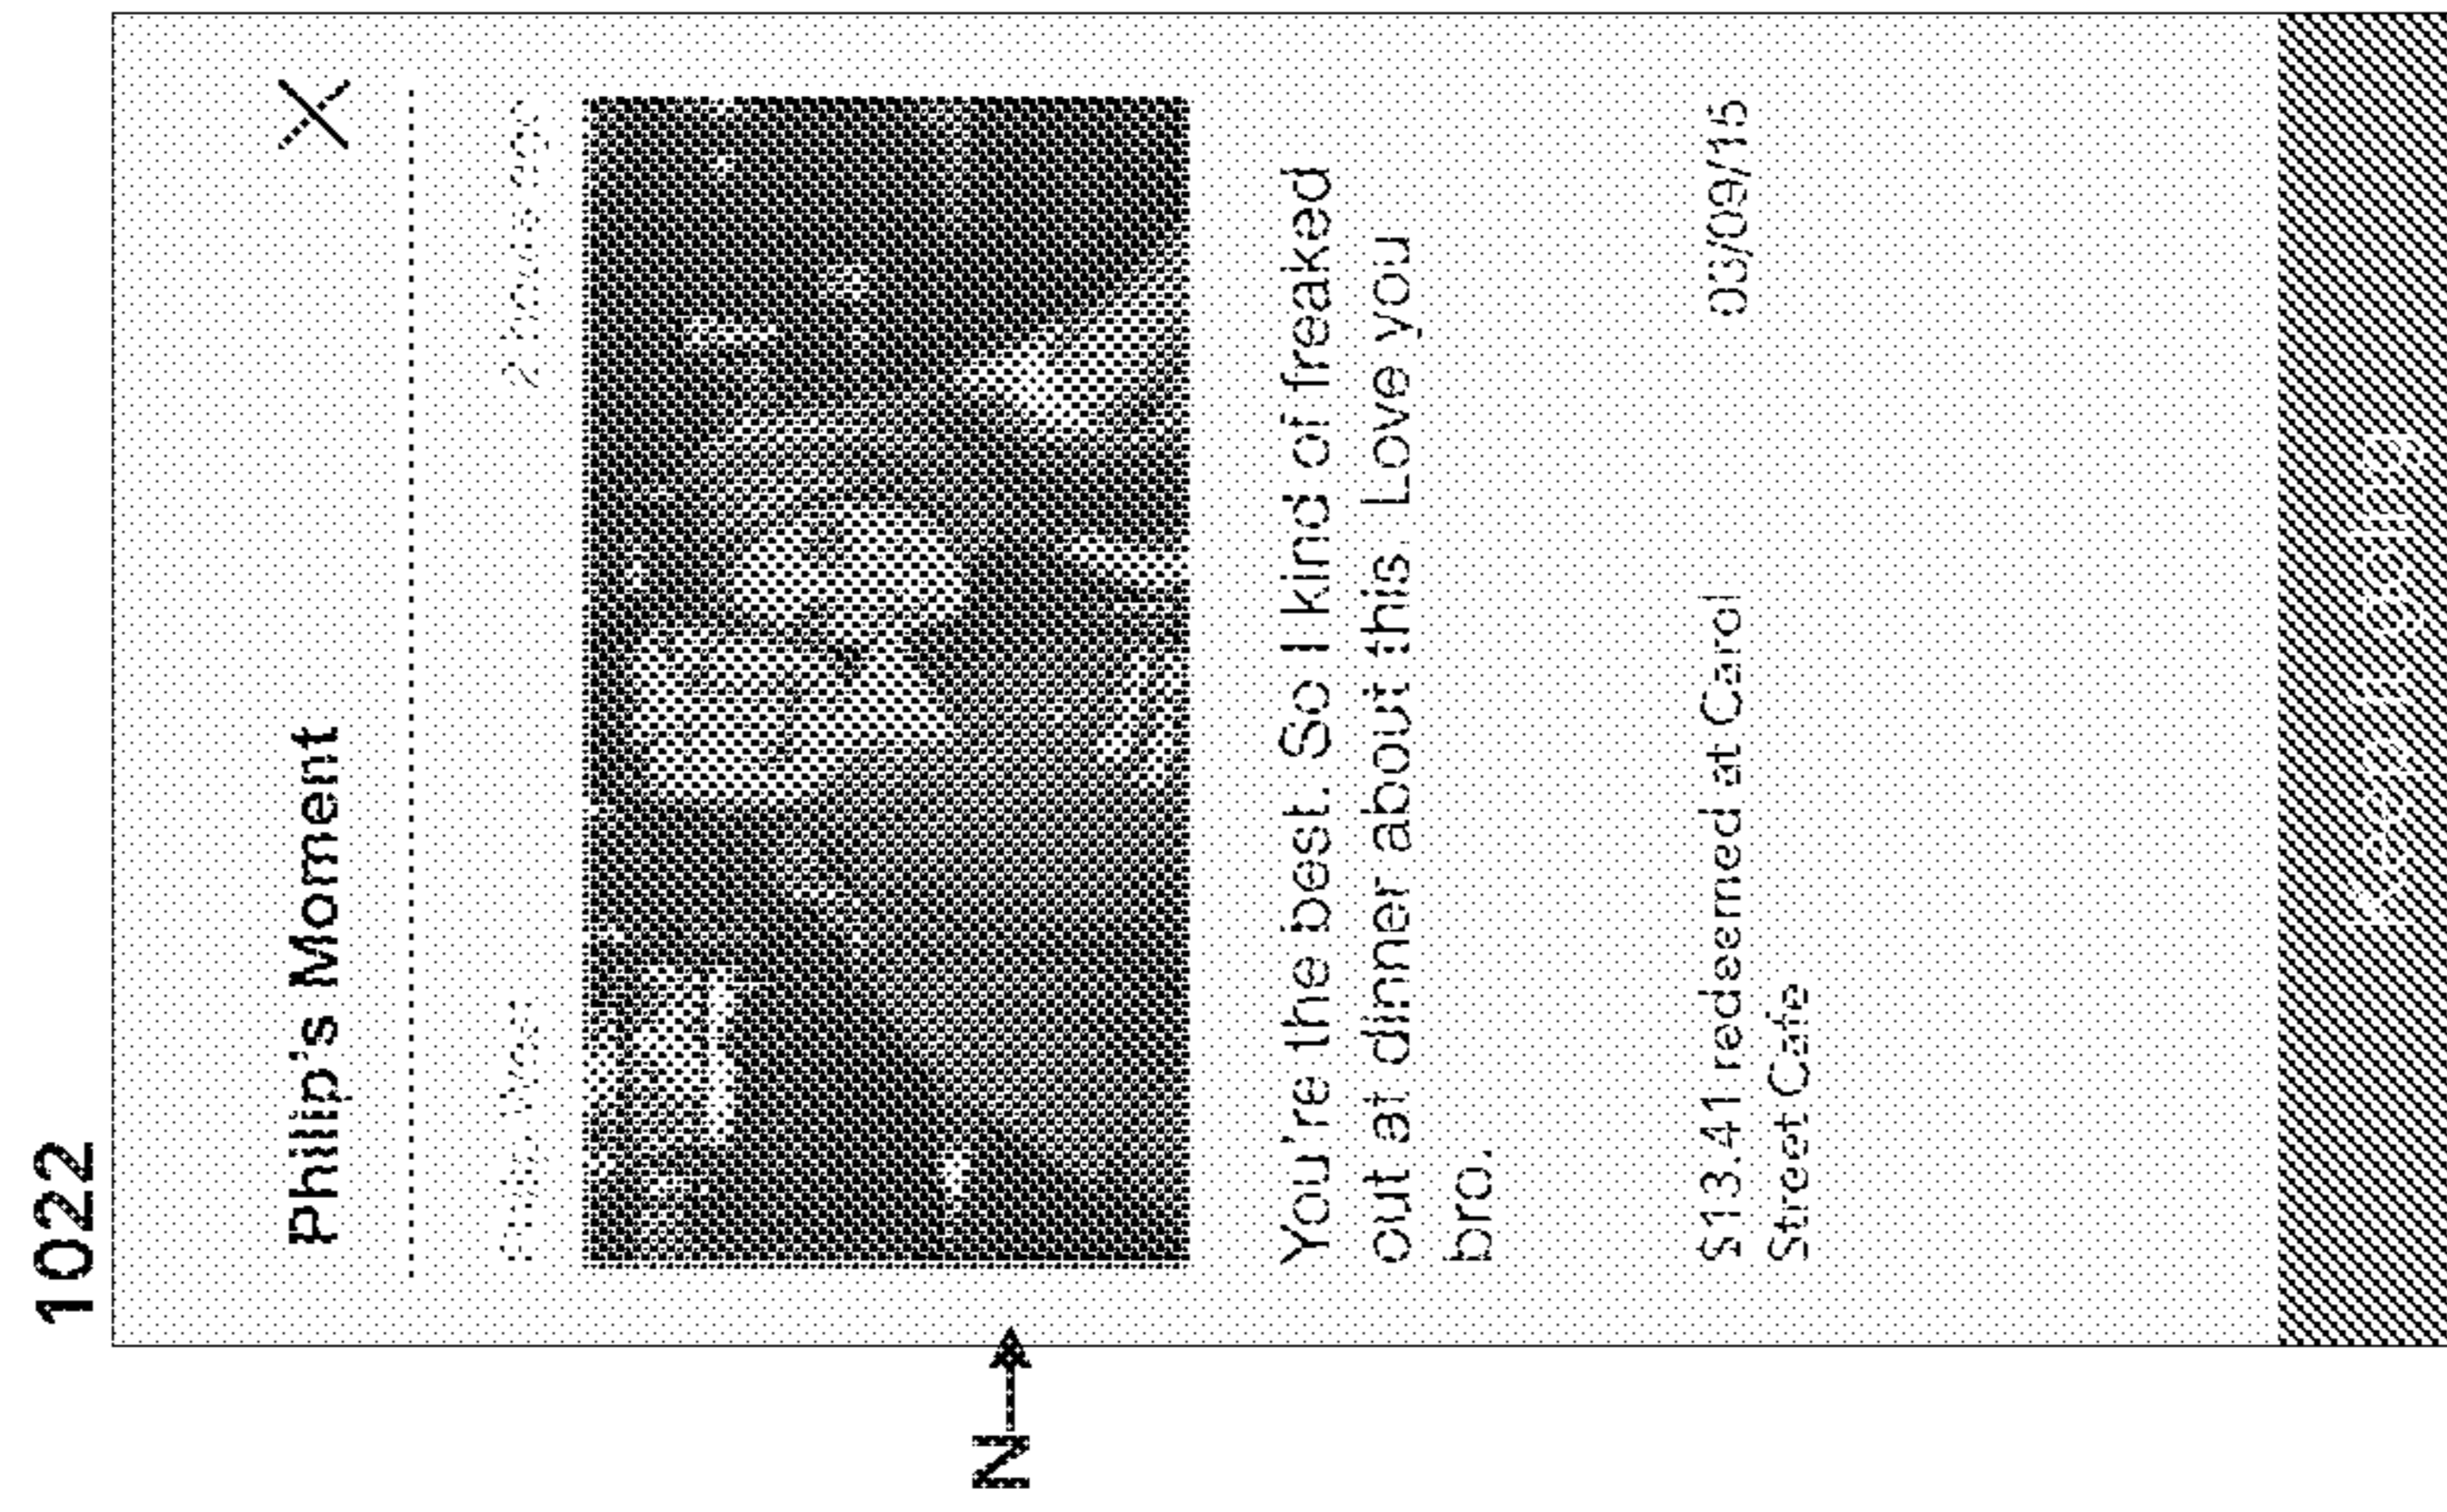 1022
Philip's Moment X
You're the best. So I kind of freaked
out at dinner about this. Love you
bro.
$13.41 redeemed at Carol 03/09/15
Street Cafe
N